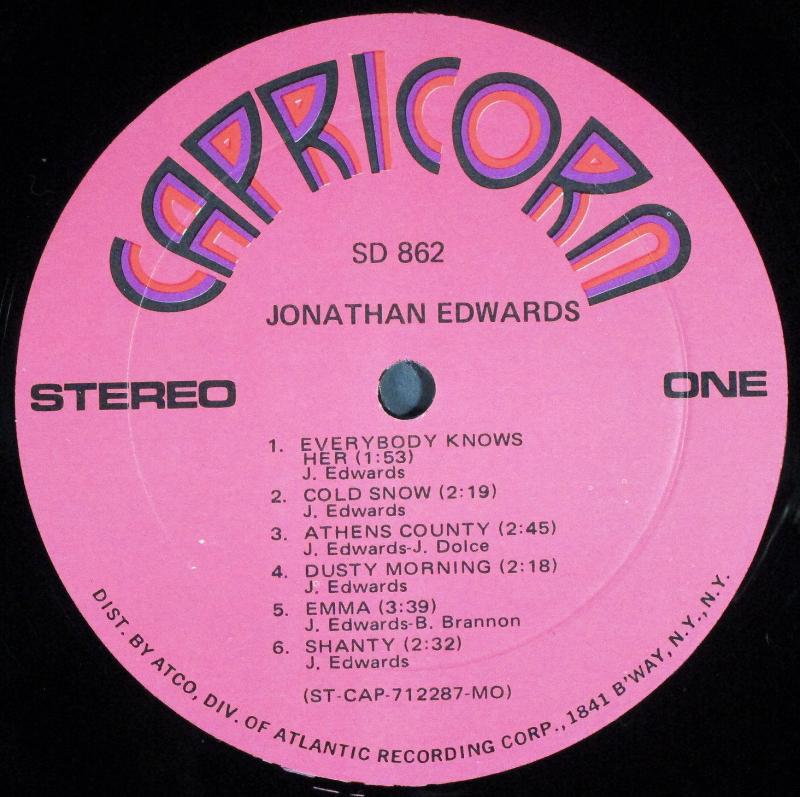 CAPRICORN
SD 862
JONATHAN EDWARDS
STEREO
ONE
1. EVERYBODY KNOWS
HER (1:53)
J. Edwards
2. COLD SNOW (2:19)
J. Edwards
3. ATHENS COUNTY (2:45)
J. Edwards-J. Dolce
4. DUSTY MORNING (2:18)
J. Edwards
5. EMMA (3:39)
J. Edwards-B. Brannon
6. SHANTY (2:32)
J. Edwards
(ST-CAP-712287-MO)
DIST. BY ATCO, DIV. OF ATLANTIC RECORDING CORP., 1841 B'WAY, N.Y., N.Y.